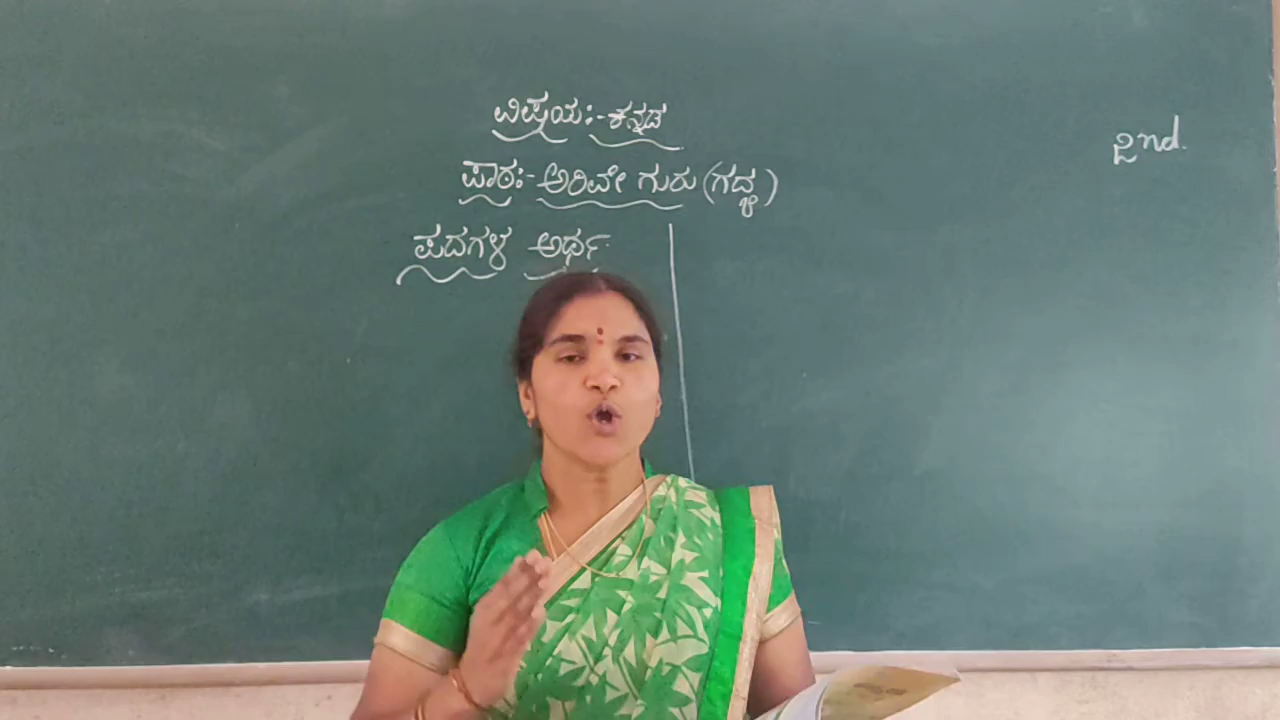 ವಿಷಯ:-ಕನ್ನಡ
2nd.
ಪಾಠ:-ಅರಿವೇ ಗುರು (ಗದ್ಯ)
ಪದಗಳ ಅರ್ಥ